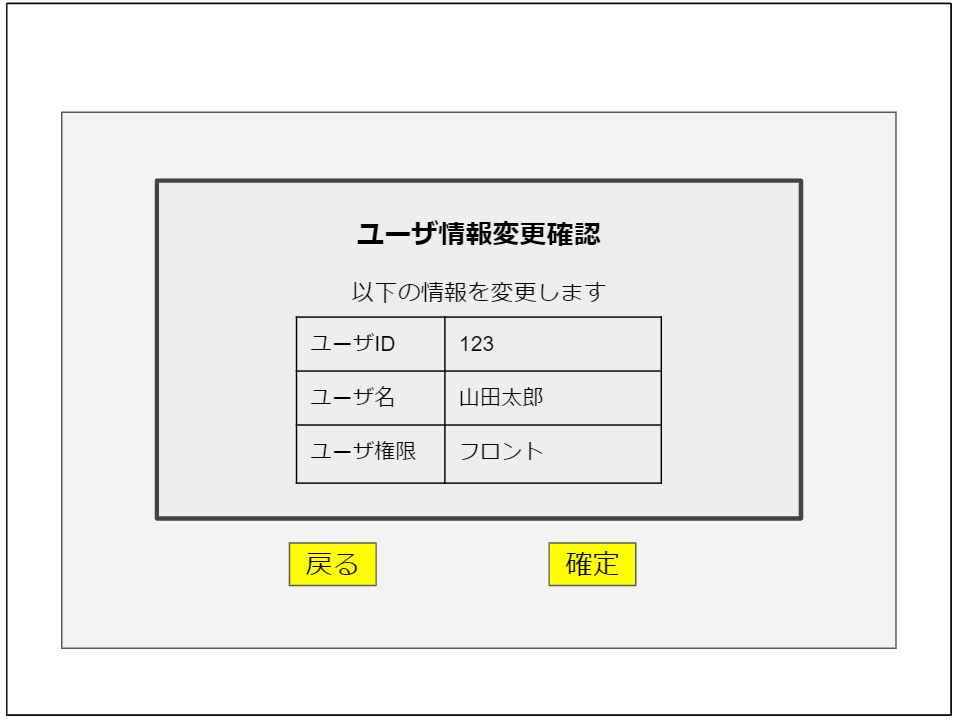 ユーザ情報変更確認
以下の情報を変更します
ユーザID 123
ユーザ名 山田太郎
ユーザ権限 フロント
戻る 確定